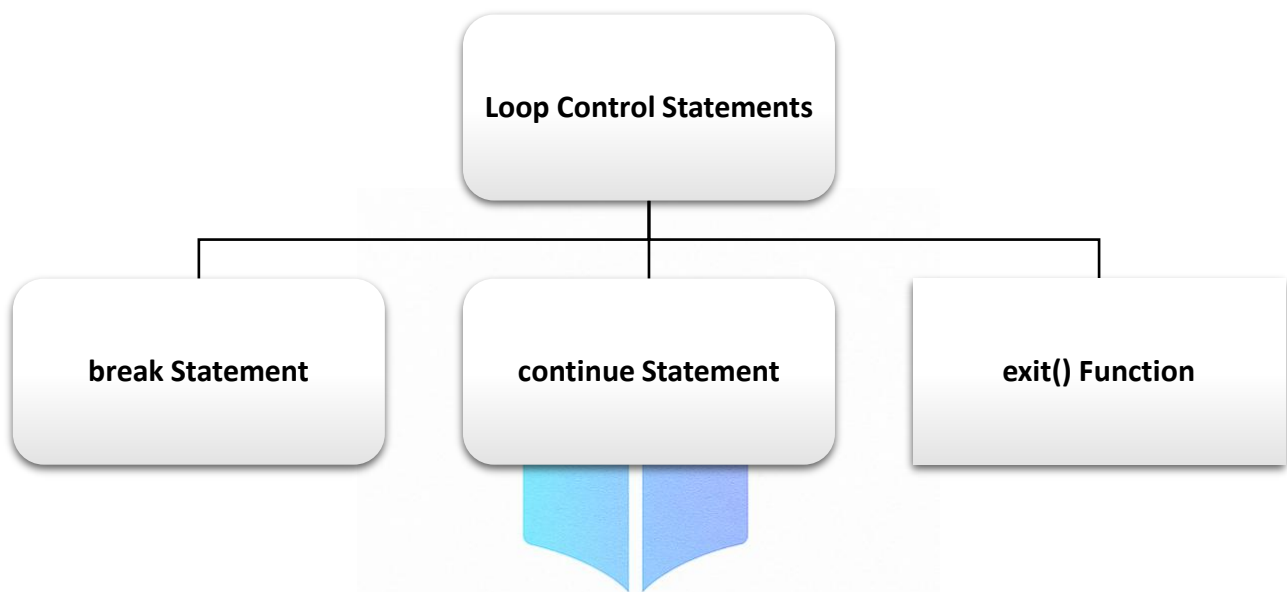 Loop Control Statements
break Statement
continue Statement
exit() Function